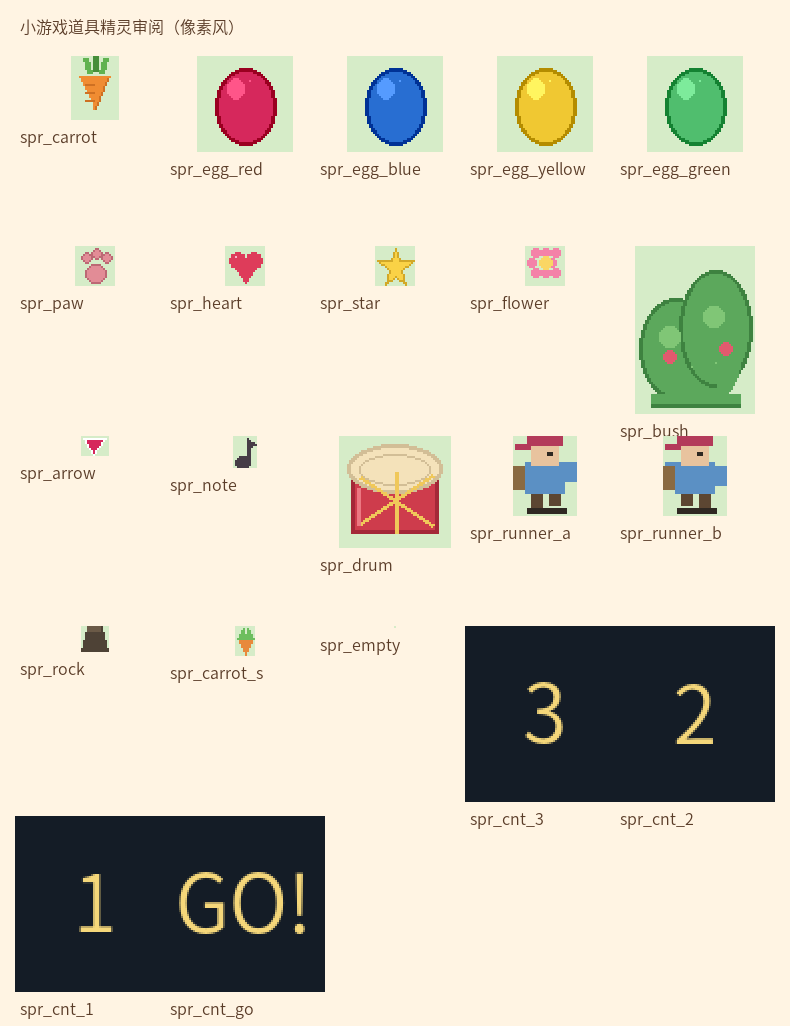 小游戏道具精灵审阅（像素风）
spr_carrot
spr_egg_red
spr_egg_blue
spr_egg_yellow
spr_egg_green
spr_paw
spr_heart
spr_star
spr_flower
spr_bush
spr_arrow
spr_note
spr_drum
spr_runner_a
spr_runner_b
spr_rock
spr_carrot_s
spr_empty
3
2
spr_cnt_3
spr_cnt_2
1
GO!
spr_cnt_1
spr_cnt_go